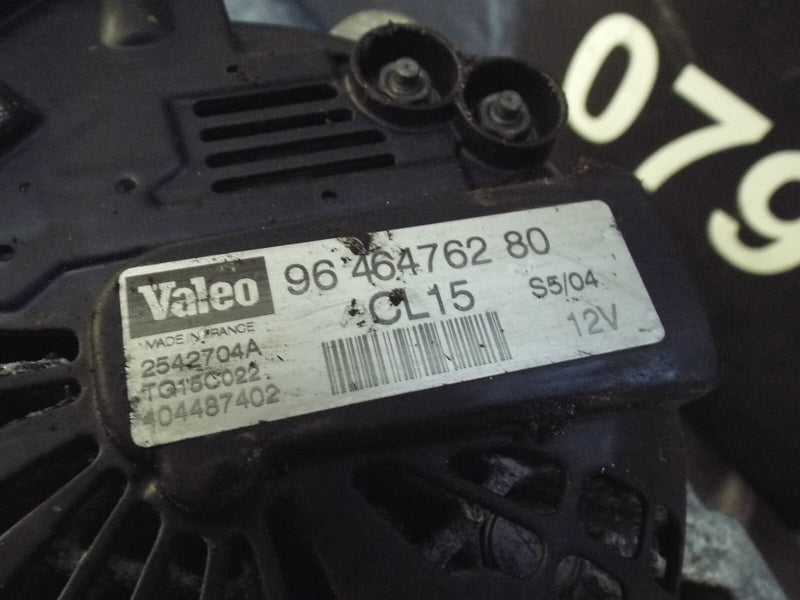 079
Valeo
96 464762 80
CL15
S5/04
12V
MADE IN FRANCE
2542704A
TG15C022
404487402